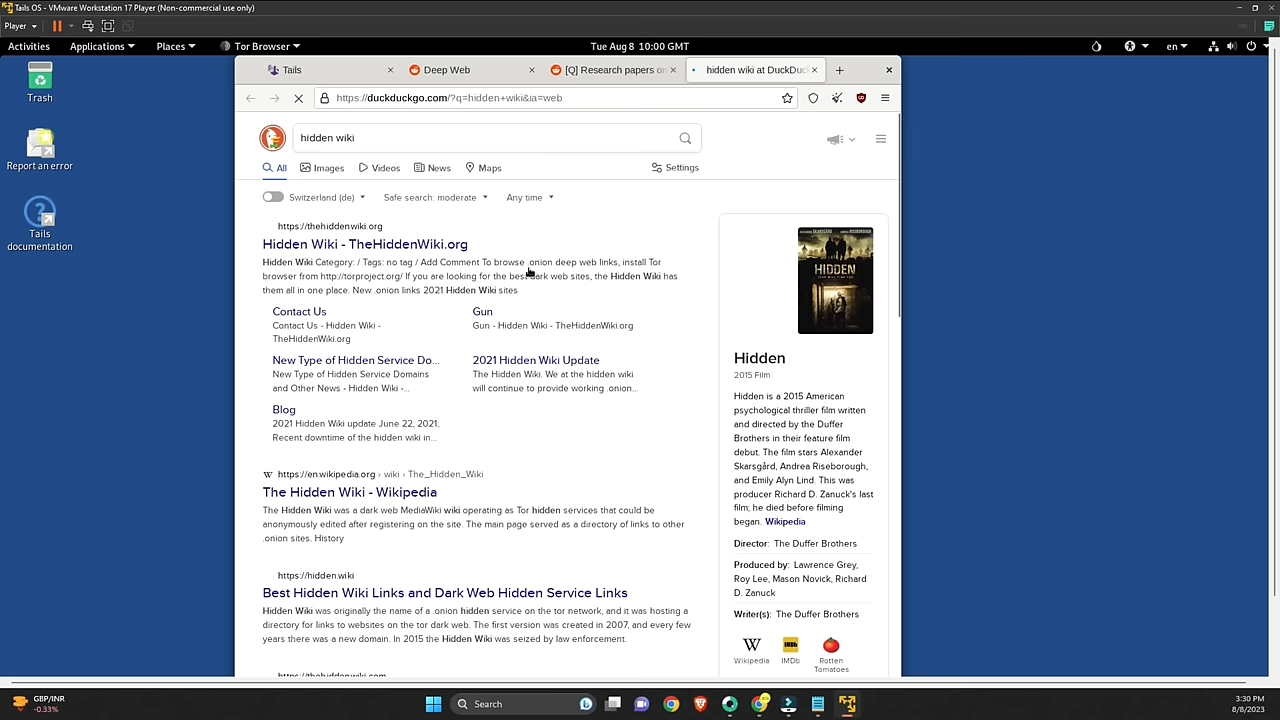 Tails OS - VMware Workstation 17 Player (Non-commercial use only)
Player
Activities Applications Places Tor Browser Tue Aug 8 10:00 GMT en
Trash
Report an error
Tails
documentation
Tails Deep Web [Q] Research papers on hidden wiki at DuckDuc
https://duckduckgo.com/?q=hidden+wiki&ia=web
hidden wiki
All Images Videos News Maps Settings
Switzerland (de) Safe search: moderate Any time
https://thehiddenwiki.org
Hidden Wiki - TheHiddenWiki.org
Hidden Wiki Category: / Tags: no tag / Add Comment To browse .onion deep web links, install Tor
browser from http://torproject.org/ If you are looking for the best dark web sites, the Hidden Wiki has
them all in one place. New .onion links 2021 Hidden Wiki sites
Contact Us
Contact Us - Hidden Wiki -
TheHiddenWiki.org
Gun
Gun - Hidden Wiki - TheHiddenWiki.org
New Type of Hidden Service Do...
New Type of Hidden Service Domains
and Other News - Hidden Wiki -...
2021 Hidden Wiki Update
The Hidden Wiki. We at the hidden wiki
will continue to provide working .onion...
Blog
2021 Hidden Wiki update June 22, 2021;
Recent downtime of the hidden wiki in...
W https://en.wikipedia.org › wiki › The_Hidden_Wiki
The Hidden Wiki - Wikipedia
The Hidden Wiki was a dark web MediaWiki wiki operating as Tor hidden services that could be
anonymously edited after registering on the site. The main page served as a directory of links to other
.onion sites. History
https://hidden.wiki
Best Hidden Wiki Links and Dark Web Hidden Service Links
Hidden Wiki was originally the name of a .onion hidden service on the tor network, and it was hosting a
directory for links to websites on the tor dark web. The first version was created in 2007, and every few
years there was a new domain. In 2015 the Hidden Wiki was seized by law enforcement.
https://thehiddenwiki.com
HIDDEN
Hidden
2015 Film
Hidden is a 2015 American
psychological thriller film written
and directed by the Duffer
Brothers in their feature film
debut. The film stars Alexander
Skarsgård, Andrea Riseborough,
and Emily Alyn Lind. This was
producer Richard D. Zanuck's last
film; he died before filming
began. Wikipedia
Director: The Duffer Brothers
Produced by: Lawrence Grey,
Roy Lee, Mason Novick, Richard
D. Zanuck
Writer(s): The Duffer Brothers
W IMDb
Wikipedia IMDb Rotten
Tomatoes
GBP/INR
-0.33%
Search
3:30 PM
8/8/2023